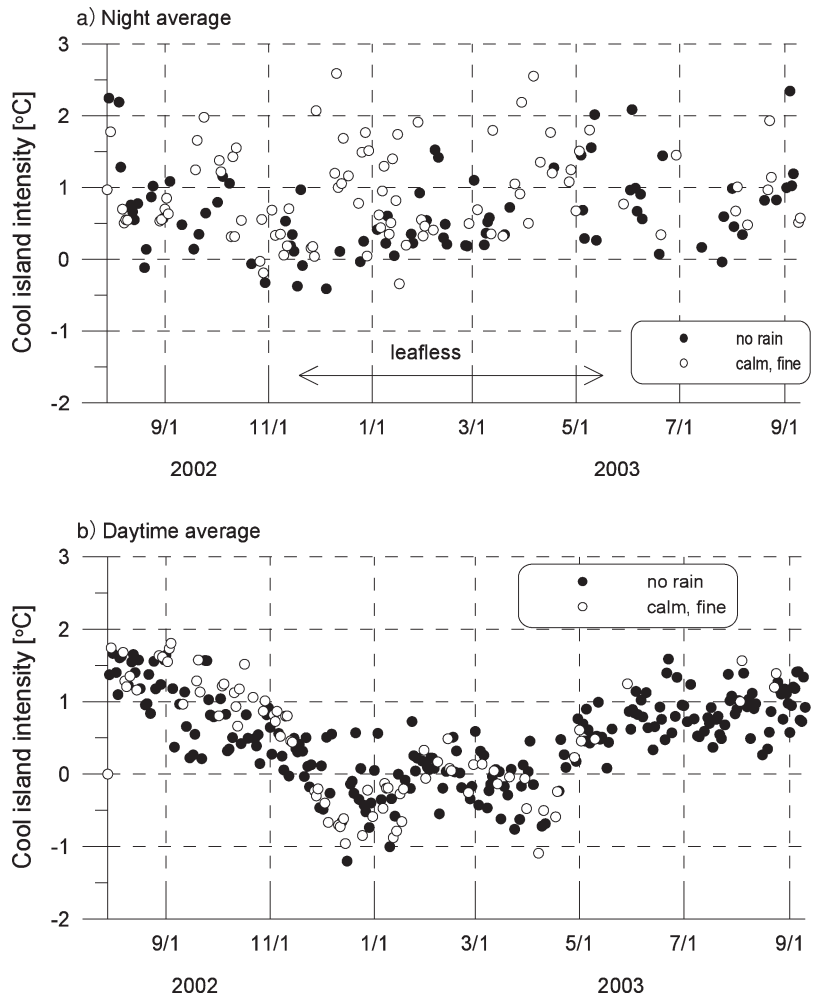 a) Night average
Cool island intensity [°C]
3
2
1
0
-1
-2
leafless
no rain
calm, fine
9/1 11/1 1/1 3/1 5/1 7/1 9/1
2002 2003
b) Daytime average
Cool island intensity [°C]
3
2
1
0
-1
-2
no rain
calm, fine
9/1 11/1 1/1 3/1 5/1 7/1 9/1
2002 2003